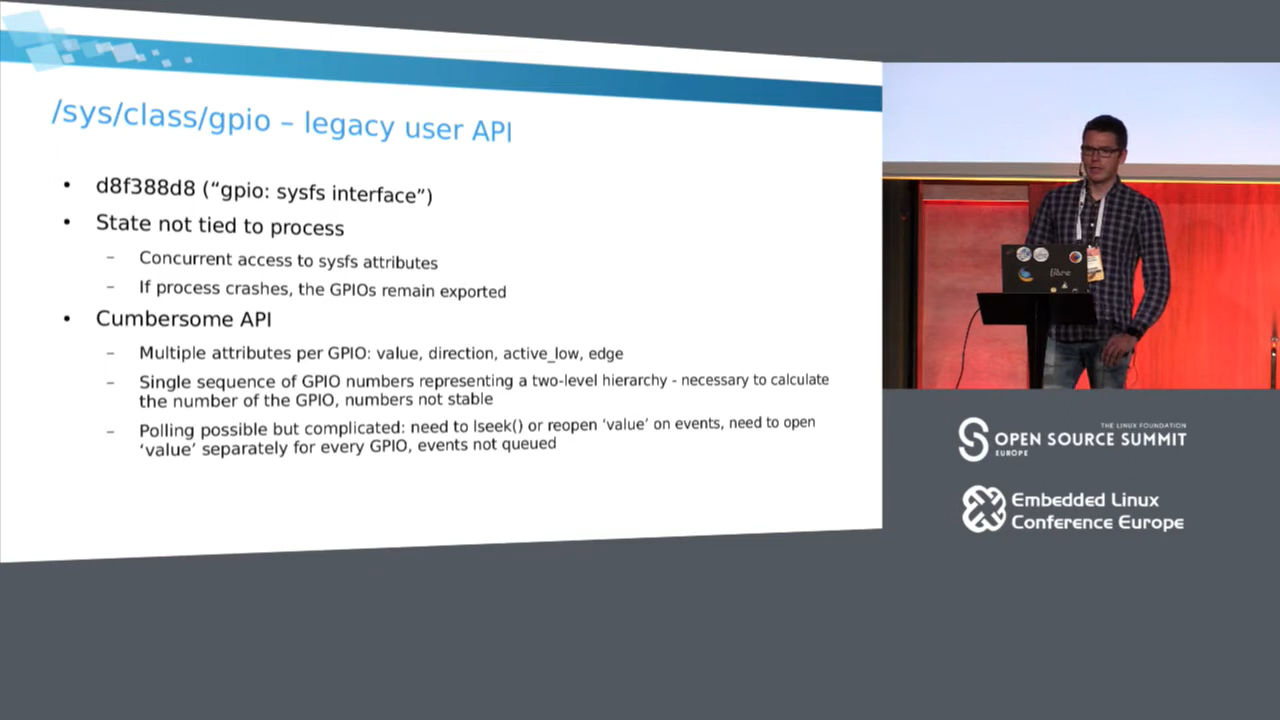 /sys/class/gpio – legacy user API
• d8f388d8 (“gpio: sysfs interface”)
• State not tied to process
– Concurrent access to sysfs attributes
– If process crashes, the GPIOs remain exported
• Cumbersome API
– Multiple attributes per GPIO: value, direction, active_low, edge
– Single sequence of GPIO numbers representing a two-level hierarchy - necessary to calculate
the number of the GPIO, numbers not stable
– Polling possible but complicated: need to lseek() or reopen ‘value’ on events, need to open
‘value’ separately for every GPIO, events not queued
THE LINUX FOUNDATION
OPEN SOURCE SUMMIT
EUROPE
Embedded Linux
Conference Europe